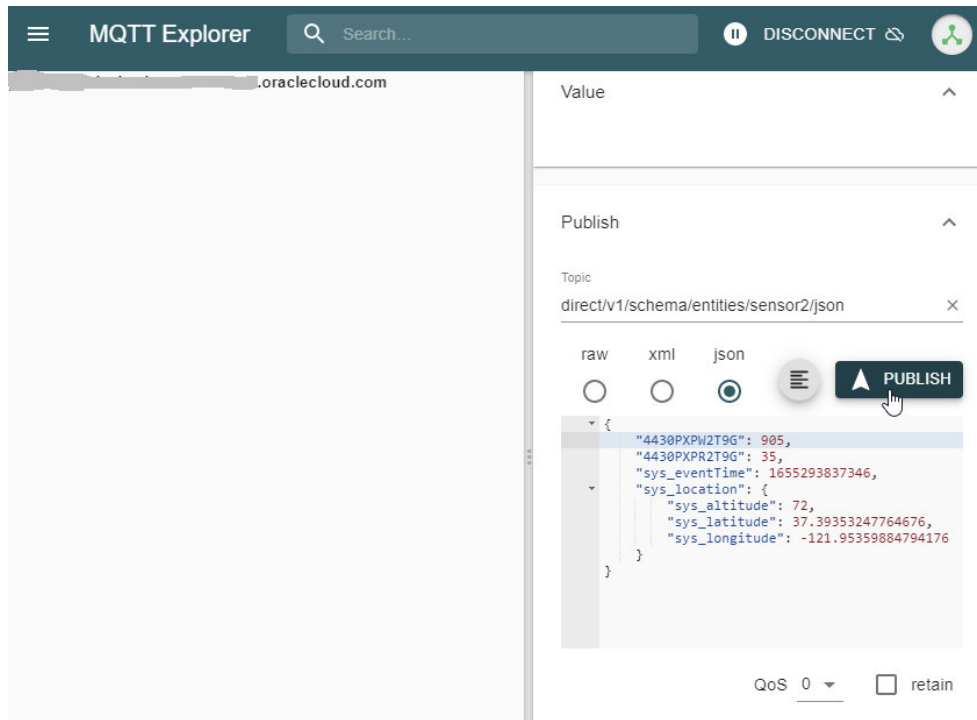 MQTT Explorer
Search...
DISCONNECT
.oraclecloud.com
Value
Publish
Topic
direct/v1/schema/entities/sensor2/json
raw xml json
PUBLISH
{
"4430PXPW2T9G": 905,
"4430PXPR2T9G": 35,
"sys_eventTime": 1655293837346,
"sys_location": {
"sys_altitude": 72,
"sys_latitude": 37.39353247764676,
"sys_longitude": -121.95359884794176
}
}
QoS 0
retain